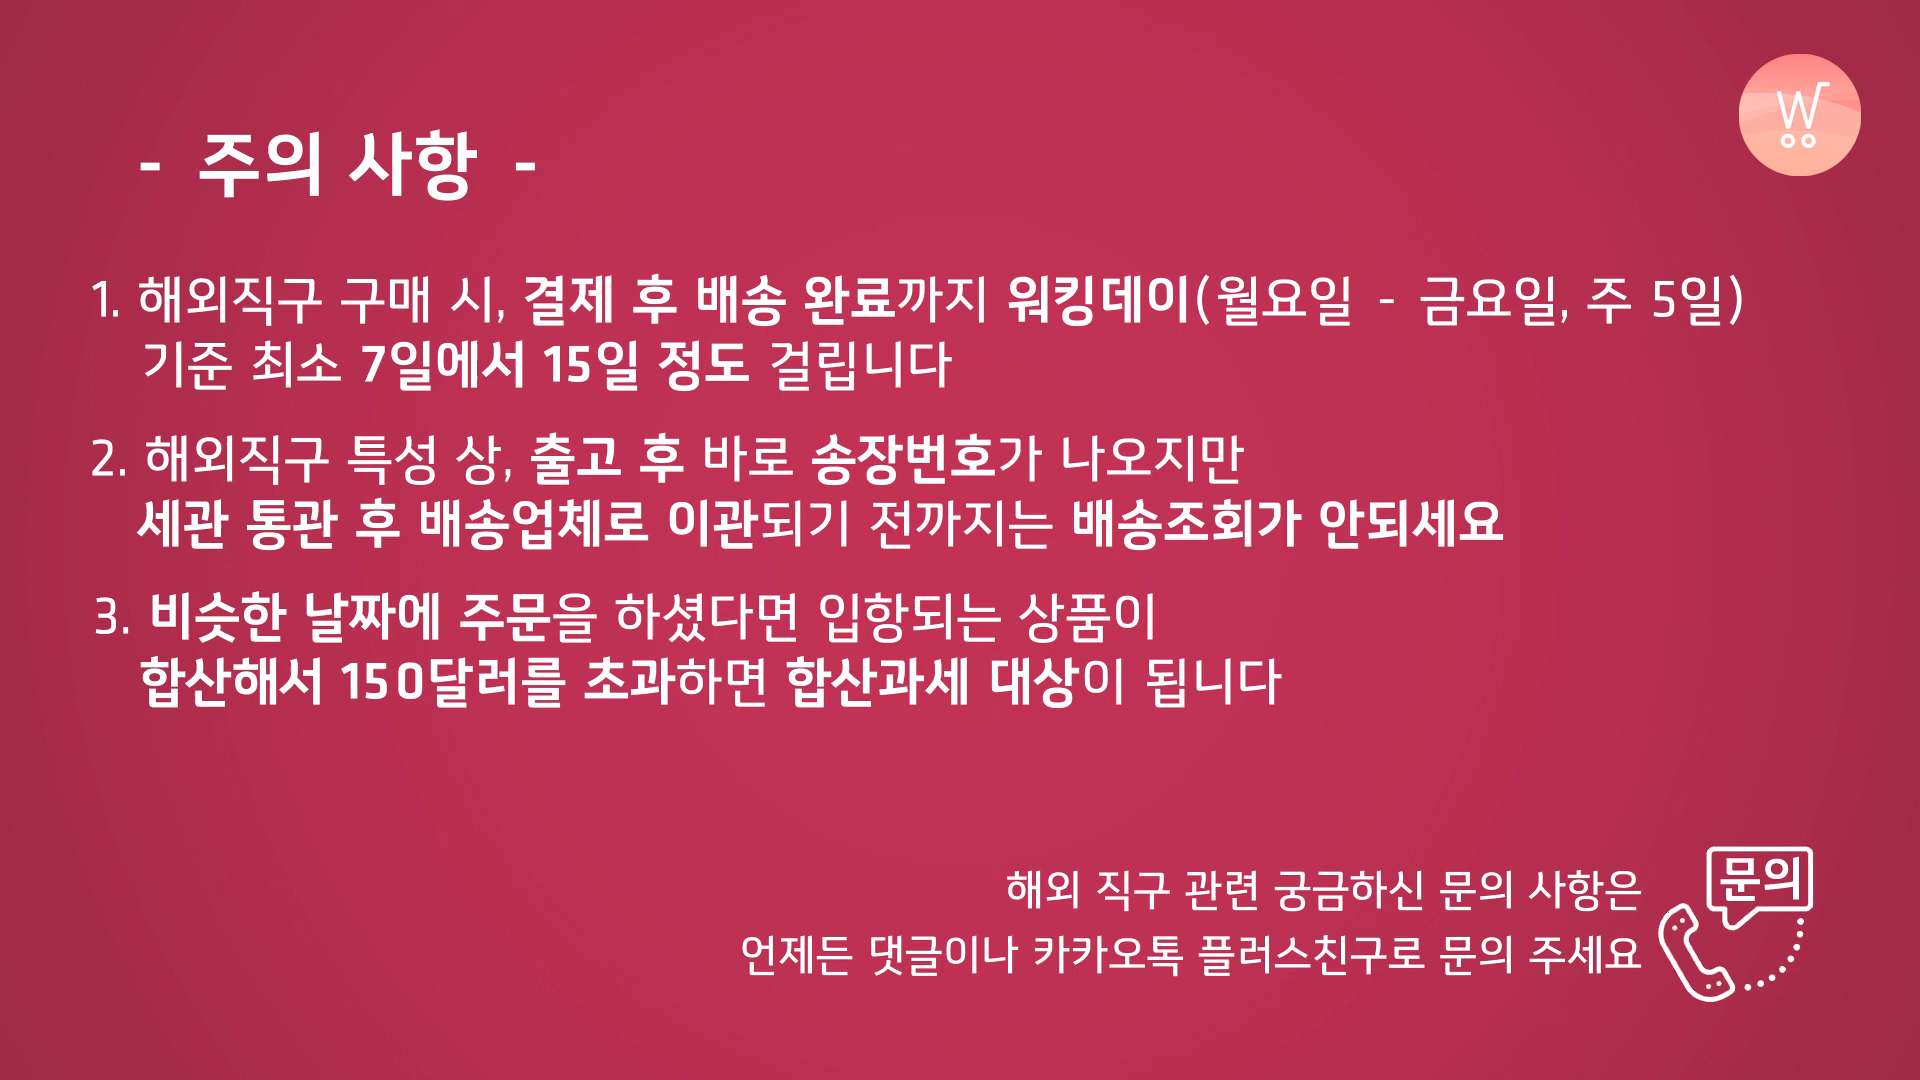 - 주의 사항 -
1. 해외직구 구매 시, 결제 후 배송 완료까지 워킹데이(월요일 - 금요일, 주 5일)
기준 최소 7일에서 15일 정도 걸립니다
2. 해외직구 특성 상, 출고 후 바로 송장번호가 나오지만
세관 통관 후 배송업체로 이관되기 전까지는 배송조회가 안되세요
3. 비슷한 날짜에 주문을 하셨다면 입항되는 상품이
합산해서 150달러를 초과하면 합산과세 대상이 됩니다
해외 직구 관련 궁금하신 문의 사항은
언제든 댓글이나 카카오톡 플러스친구로 문의 주세요
문의
W